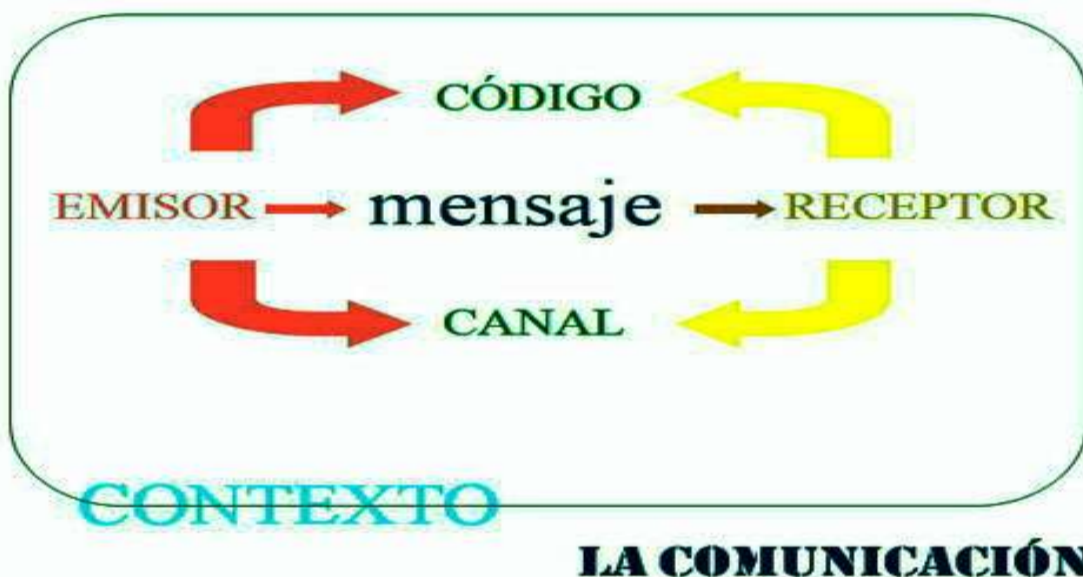 CÓDIGO
EMISOR mensaje RECEPTOR
CANAL
CONTEXTO
LA COMUNICACIÓN